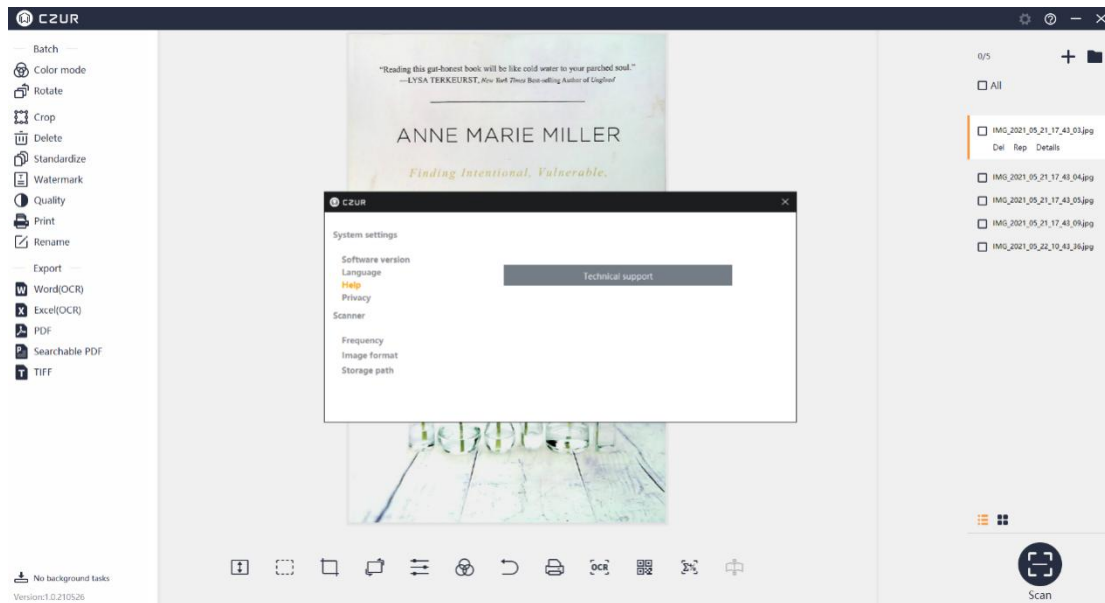 CZUR
Batch
Color mode
Rotate
Crop
Delete
Standardize
Watermark
Quality
Print
Rename
Export
Word(OCR)
Excel(OCR)
PDF
Searchable PDF
TIFF
No background tasks
Version:1.0.210526
“Reading this gut-honest book will be like cold water to your parched soul.”
—LYSA TERKEURST, New York Times Best-selling Author of Unglued
ANNE MARIE MILLER
Finding Intentional, Vulnerable,
CZUR
System settings
Software version
Language
Help
Privacy
Scanner
Frequency
Image format
Storage path
Technical support
OCR
0/5
All
IMG_2021_05_21_17_43_03.jpg
Del Rep Details
IMG_2021_05_21_17_43_04.jpg
IMG_2021_05_21_17_43_05.jpg
IMG_2021_05_21_17_43_09.jpg
IMG_2021_05_22_10_43_36.jpg
Scan